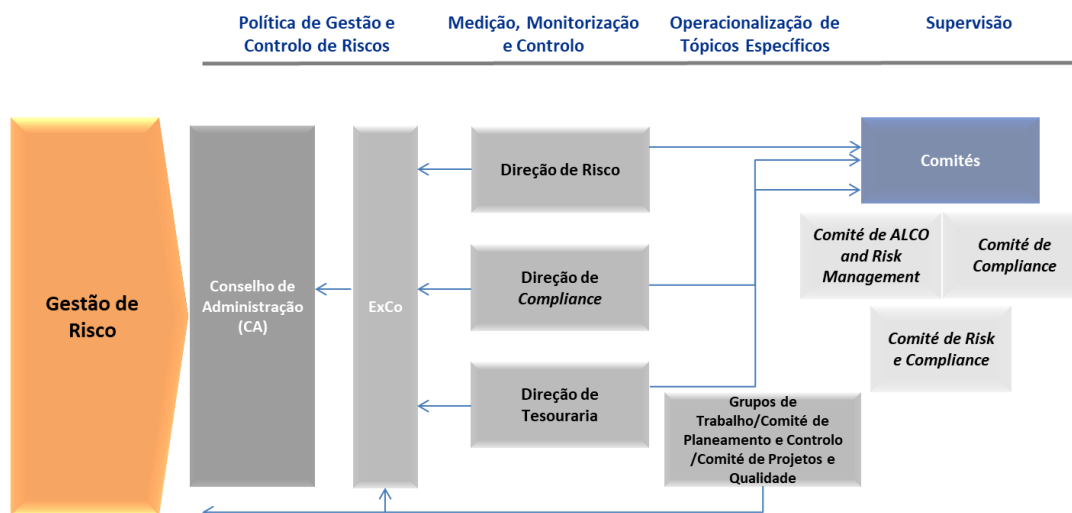 Política de Gestão e
Controlo de Riscos
Medição, Monitorização
e Controlo
Operacionalização de
Tópicos Específicos
Supervisão
Gestão de
Risco
Conselho de
Administração
(CA)
ExCo
Direção de Risco
Direção de
Compliance
Direção de
Tesouraria
Grupos de
Trabalho/Comité de
Planeamento e Controlo
/Comité de Projetos e
Qualidade
Comités
Comité de ALCO
and Risk
Management
Comité de
Compliance
Comité de Risk
e Compliance